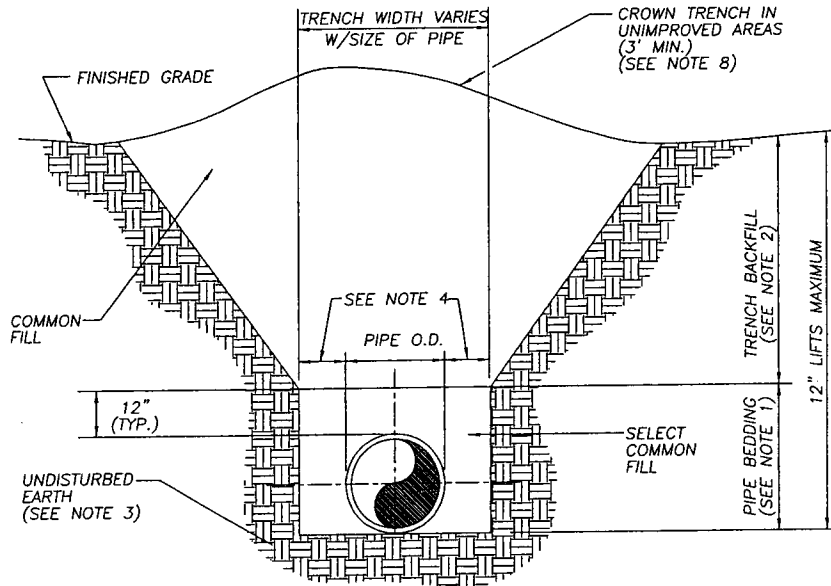 TRENCH WIDTH VARIES
W/SIZE OF PIPE
CROWN TRENCH IN
UNIMPROVED AREAS
(3' MIN.)
(SEE NOTE 8)
FINISHED GRADE
COMMON
FILL
SEE NOTE 4
PIPE O.D.
12"
(TYP.)
SELECT
COMMON
FILL
UNDISTURBED
EARTH
(SEE NOTE 3)
TRENCH BACKFILL
(SEE NOTE 2)
PIPE BEDDING
(SEE NOTE 1)
12" LIFTS MAXIMUM